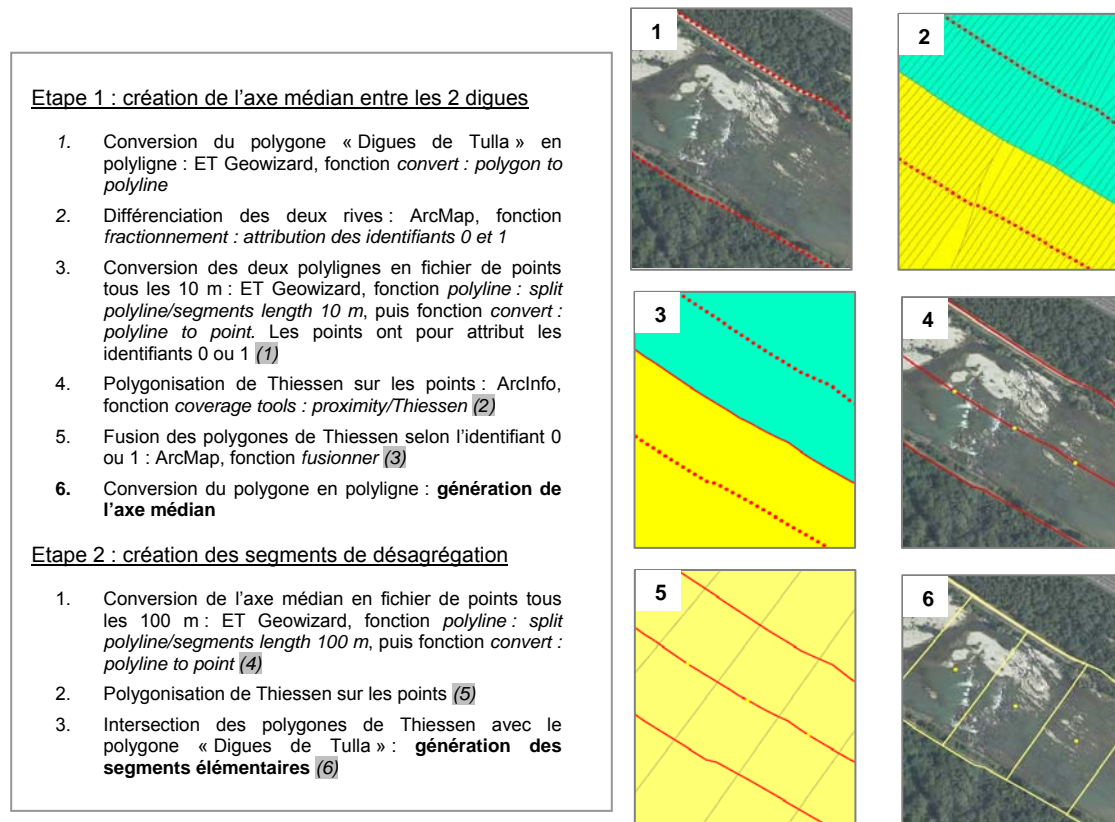 Etape 1 : création de l'axe médian entre les 2 digues
1. Conversion du polygone « Digues de Tulla » en
polyligne : ET Geowizard, fonction convert : polygon to
polyline
2. Différenciation des deux rives : ArcMap, fonction
fractionnement : attribution des identifiants 0 et 1
3. Conversion des deux polylignes en fichier de points
tous les 10 m : ET Geowizard, fonction polyline : split
polyline/segments length 10 m, puis fonction convert :
polyline to point. Les points ont pour attribut les
identifiants 0 ou 1 (1)
4. Polygonisation de Thiessen sur les points : ArcInfo,
fonction coverage tools : proximity/Thiessen (2)
5. Fusion des polygones de Thiessen selon l'identifiant 0
ou 1 : ArcMap, fonction fusionner (3)
6. Conversion du polygone en polyligne : génération de
l'axe médian
Etape 2 : création des segments de désagrégation
1. Conversion de l'axe médian en fichier de points tous
les 100 m : ET Geowizard, fonction polyline : split
polyline/segments length 100 m, puis fonction convert :
polyline to point (4)
2. Polygonisation de Thiessen sur les points (5)
3. Intersection des polygones de Thiessen avec le
polygone « Digues de Tulla » : génération des
segments élémentaires (6)
1
2
3
4
5
6